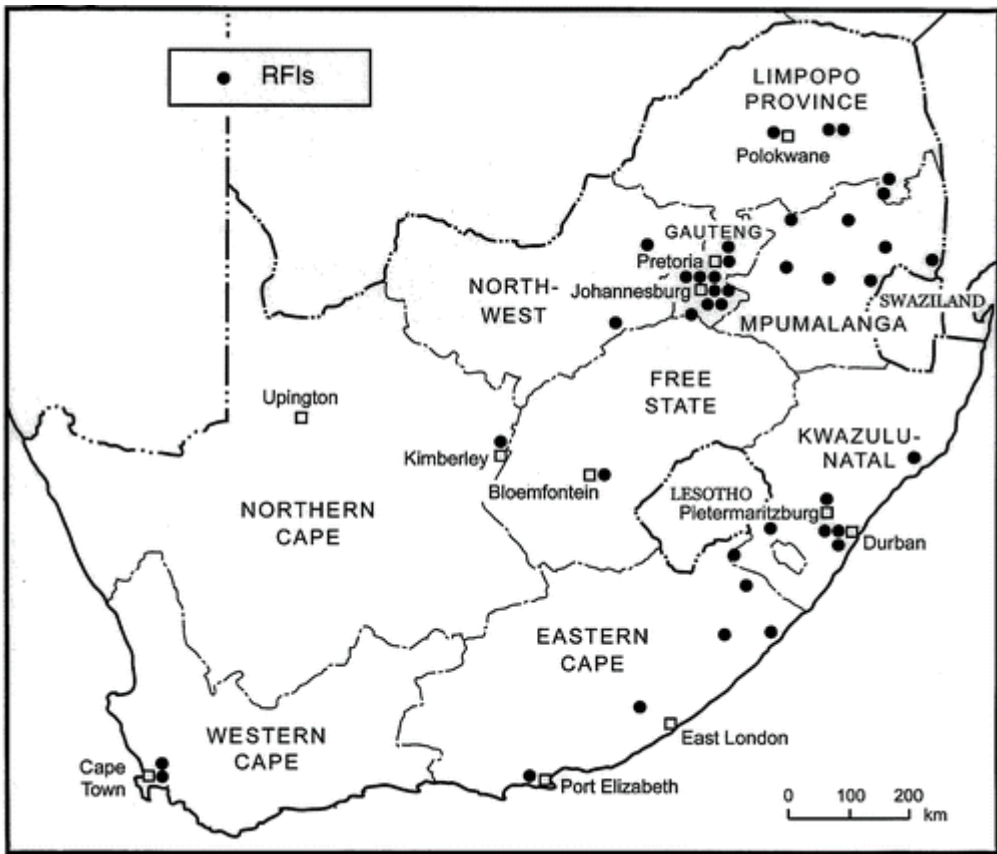 RFIs
LIMPOPO
PROVINCE
Polokwane
GAUTENG
Pretoria
Johannesburg
NORTH-
WEST
SWAZILAND
MPUMALANGA
FREE
STATE
Upington
Kimberley
Bloemfontein
KWAZULU-
NATAL
LESOTHO
Pietermaritzburg
Durban
NORTHERN
CAPE
EASTERN
CAPE
WESTERN
CAPE
East London
Cape
Town
Port Elizabeth
0 100 200
km